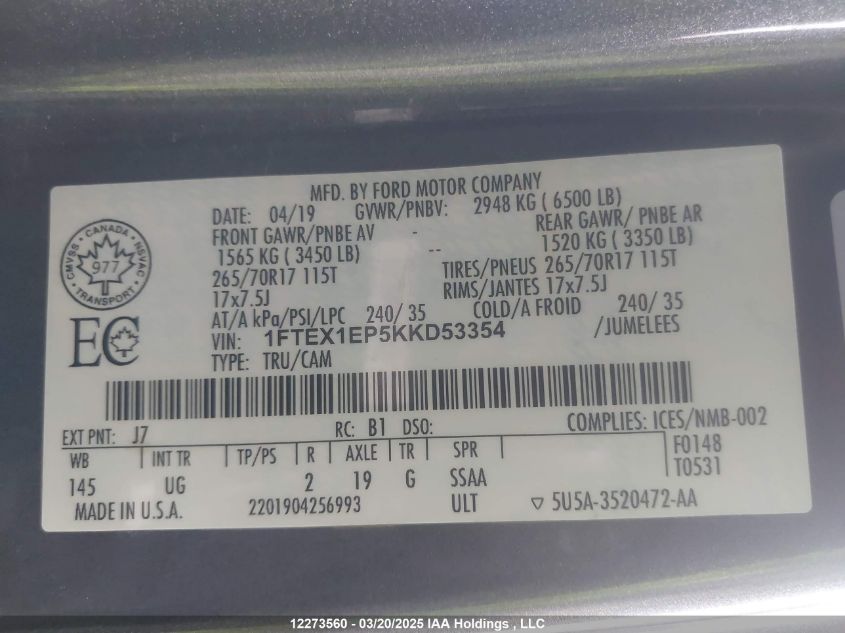 MFD. BY FORD MOTOR COMPANY
DATE: 04/19 GVWR/PNBV: 2948 KG ( 6500 LB)
FRONT GAWR/PNBE AV - REAR GAWR/ PNBE AR
1565 KG ( 3450 LB) -- 1520 KG ( 3350 LB)
265/70R17 115T TIRES/PNEUS 265/70R17 115T
17x7.5J RIMS/JANTES 17x7.5J
AT/A kPa/PSI/LPC 240/ 35 COLD/A FROID 240/ 35
VIN: 1FTEX1EP5KKD53354 /JUMELEES
TYPE: TRU/CAM
CANADA
CMVSS NSVAC
977
TRANSPORT
EC
EXT PNT: J7 RC: B1 DSO: COMPLIES: ICES/NMB-002
WB INT TR TP/PS R AXLE TR SPR F0148
145 UG 2 19 G SSAA T0531
MADE IN U.S.A. 2201904256993 ULT ▽ 5U5A-3520472-AA
12273560 - 03/20/2025 IAA Holdings , LLC